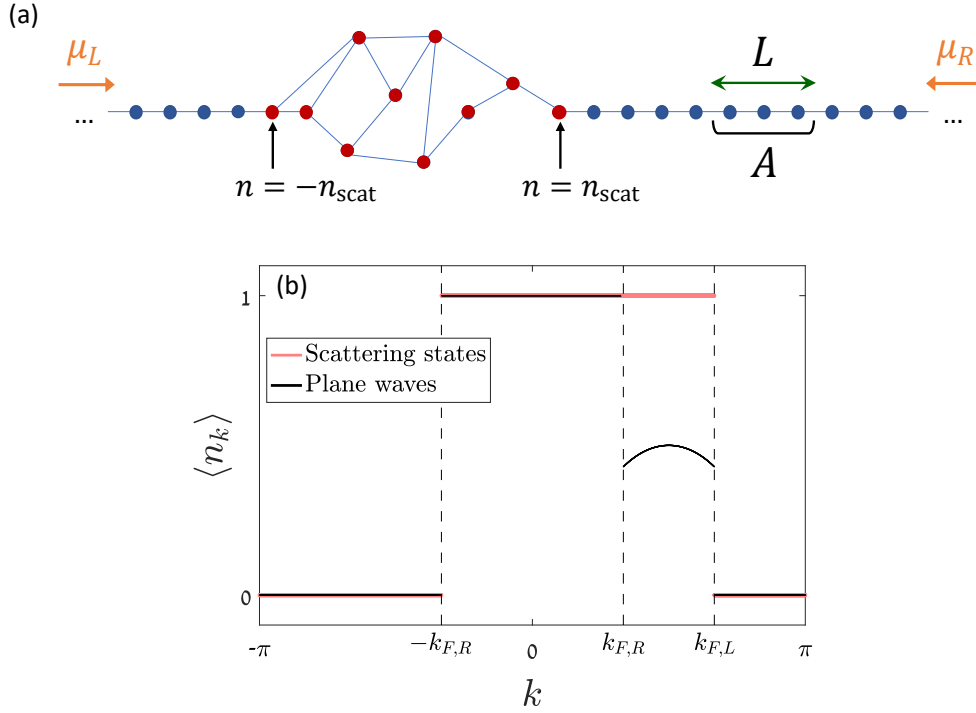 (a)
μ_L
L
μ_R
...
...
A
n = −n_scat
n = n_scat
(b)
1
Scattering states
Plane waves
⟨n_k⟩
0
-π
−k_{F,R}
0
k_{F,R}
k_{F,L}
π
k